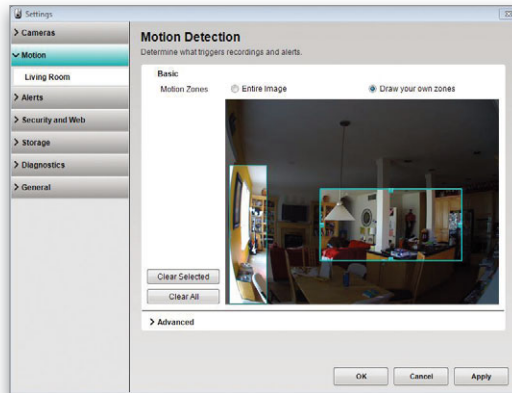 Settings
> Cameras
Motion
Living Room
> Alerts
> Security and Web
> Storage
> Diagnostics
> General
Motion Detection
Determine what triggers recordings and alerts.
Basic
Motion Zones Entire Image Draw your own zones
Clear Selected
Clear All
> Advanced
OK Cancel Apply